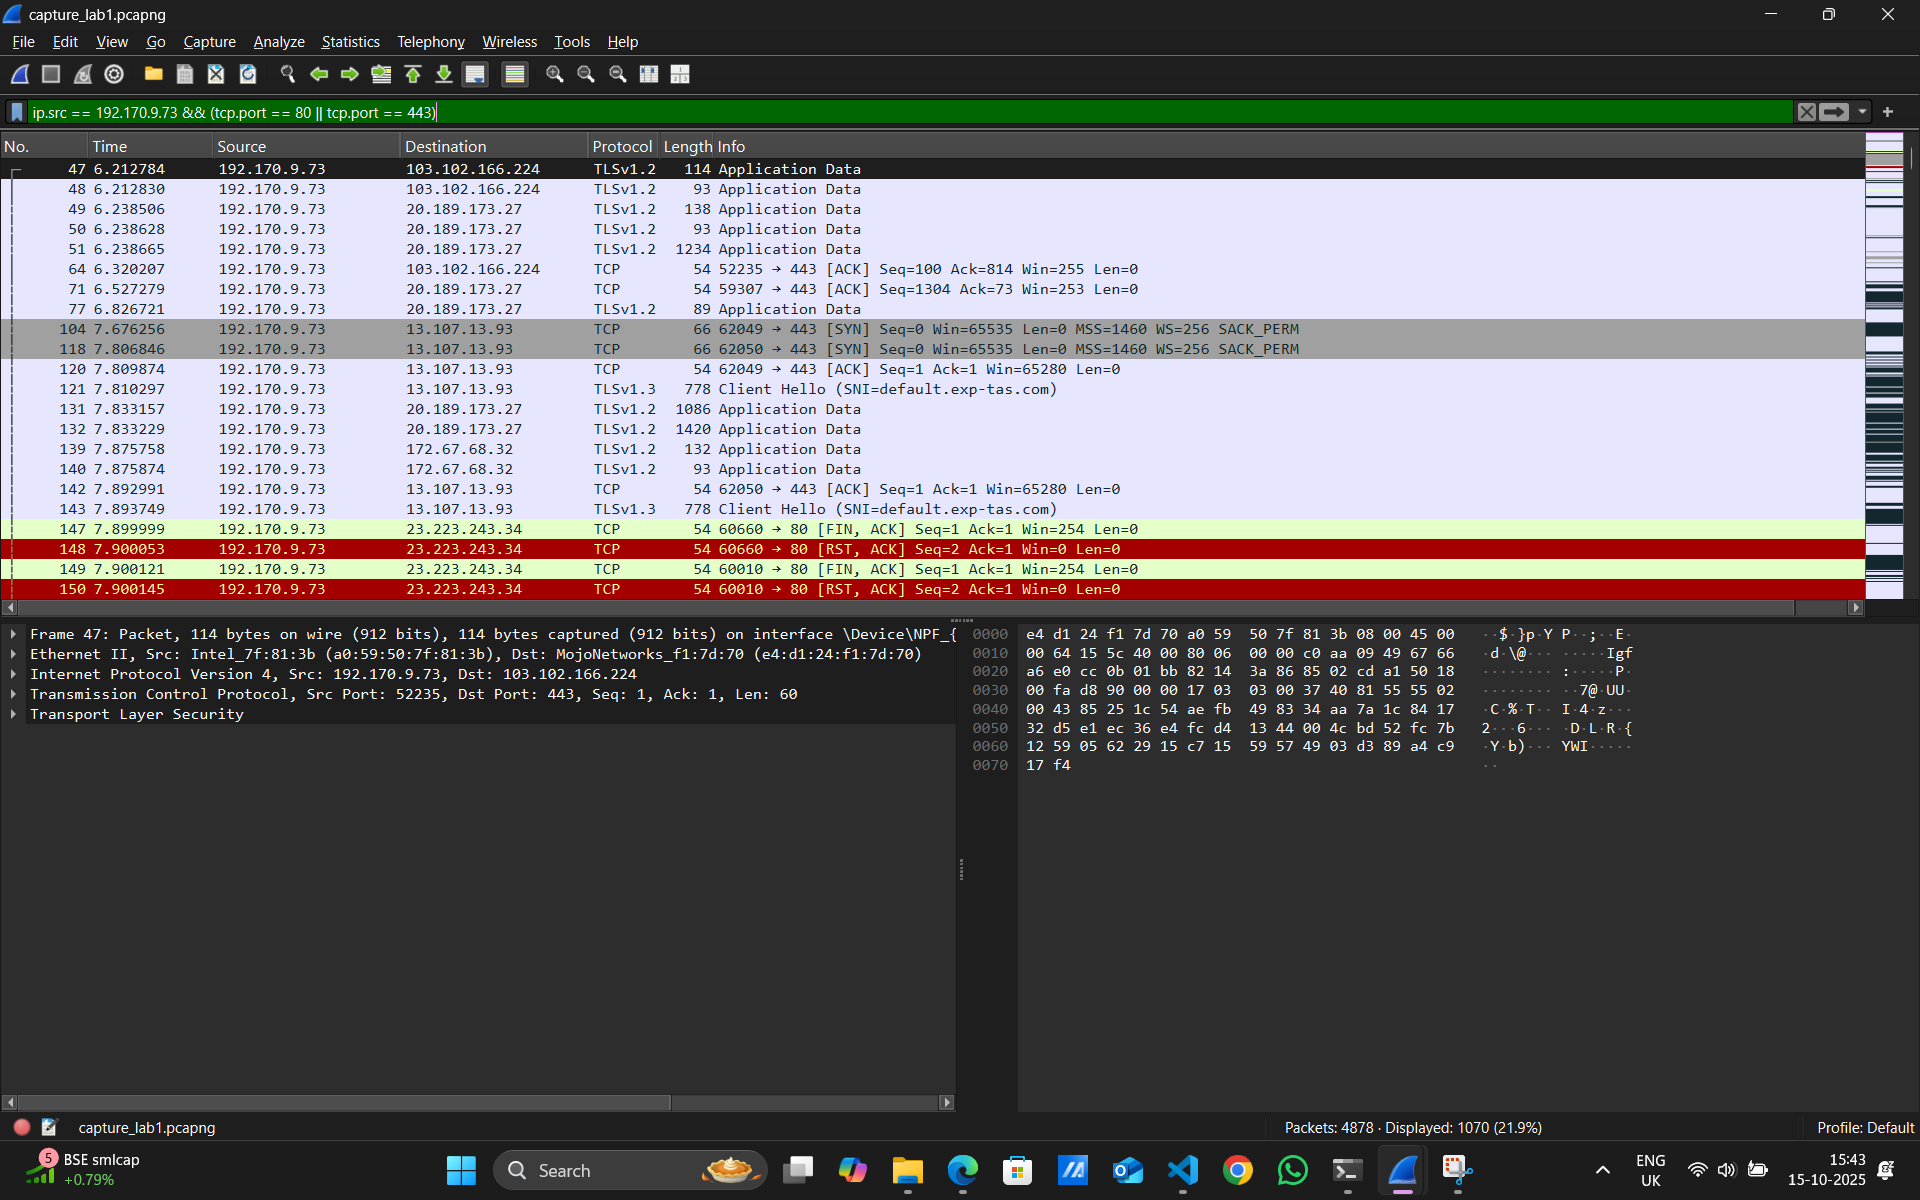 capture_lab1.pcapng
File Edit View Go Capture Analyze Statistics Telephony Wireless Tools Help
ip.src == 192.170.9.73 && (tcp.port == 80 || tcp.port == 443)
No. Time Source Destination Protocol Length Info
47 6.212784 192.170.9.73 103.102.166.224 TLSv1.2 114 Application Data
48 6.212830 192.170.9.73 103.102.166.224 TLSv1.2 93 Application Data
49 6.238506 192.170.9.73 20.189.173.27 TLSv1.2 138 Application Data
50 6.238628 192.170.9.73 20.189.173.27 TLSv1.2 93 Application Data
51 6.238665 192.170.9.73 20.189.173.27 TLSv1.2 1234 Application Data
64 6.320207 192.170.9.73 103.102.166.224 TCP 54 52235 → 443 [ACK] Seq=100 Ack=814 Win=255 Len=0
71 6.527279 192.170.9.73 20.189.173.27 TCP 54 59307 → 443 [ACK] Seq=1304 Ack=73 Win=253 Len=0
77 6.826721 192.170.9.73 20.189.173.27 TLSv1.2 89 Application Data
104 7.676256 192.170.9.73 13.107.13.93 TCP 66 62049 → 443 [SYN] Seq=0 Win=65535 Len=0 MSS=1460 WS=256 SACK_PERM
118 7.806846 192.170.9.73 13.107.13.93 TCP 66 62050 → 443 [SYN] Seq=0 Win=65535 Len=0 MSS=1460 WS=256 SACK_PERM
120 7.809874 192.170.9.73 13.107.13.93 TCP 54 62049 → 443 [ACK] Seq=1 Ack=1 Win=65280 Len=0
121 7.810297 192.170.9.73 13.107.13.93 TLSv1.3 778 Client Hello (SNI=default.exp-tas.com)
131 7.833157 192.170.9.73 20.189.173.27 TLSv1.2 1086 Application Data
132 7.833229 192.170.9.73 20.189.173.27 TLSv1.2 1420 Application Data
139 7.875758 192.170.9.73 172.67.68.32 TLSv1.2 132 Application Data
140 7.875874 192.170.9.73 172.67.68.32 TLSv1.2 93 Application Data
142 7.892991 192.170.9.73 13.107.13.93 TCP 54 62050 → 443 [ACK] Seq=1 Ack=1 Win=65280 Len=0
143 7.893749 192.170.9.73 13.107.13.93 TLSv1.3 778 Client Hello (SNI=default.exp-tas.com)
147 7.899999 192.170.9.73 23.223.243.34 TCP 54 60660 → 80 [FIN, ACK] Seq=1 Ack=1 Win=254 Len=0
148 7.900053 192.170.9.73 23.223.243.34 TCP 54 60660 → 80 [RST, ACK] Seq=2 Ack=1 Win=0 Len=0
149 7.900121 192.170.9.73 23.223.243.34 TCP 54 60010 → 80 [FIN, ACK] Seq=1 Ack=1 Win=254 Len=0
150 7.900145 192.170.9.73 23.223.243.34 TCP 54 60010 → 80 [RST, ACK] Seq=2 Ack=1 Win=0 Len=0
Frame 47: Packet, 114 bytes on wire (912 bits), 114 bytes captured (912 bits) on interface \Device\NPF_{
Ethernet II, Src: Intel_7f:81:3b (a0:59:50:7f:81:3b), Dst: MojoNetworks_f1:7d:70 (e4:d1:24:f1:7d:70)
Internet Protocol Version 4, Src: 192.170.9.73, Dst: 103.102.166.224
Transmission Control Protocol, Src Port: 52235, Dst Port: 443, Seq: 1, Ack: 1, Len: 60
Transport Layer Security
0000 e4 d1 24 f1 7d 70 a0 59 50 7f 81 3b 08 00 45 00 ··$·}p·Y P··;··E·
0010 00 64 15 5c 40 00 80 06 00 00 c0 aa 09 49 67 66 ·d·\@··· ·····Igf
0020 a6 e0 cc 0b 01 bb 82 14 3a 86 85 02 cd a1 50 18 ········ :·····P·
0030 00 fa d8 90 00 00 17 03 03 00 37 40 81 55 55 02 ········ ··7@·UU·
0040 00 43 85 25 1c 54 ae fb 49 83 34 aa 7a 1c 84 17 ·C·%·T·· I·4·z···
0050 32 d5 e1 ec 36 e4 fc d4 13 44 00 4c bd 52 fc 7b 2···6··· ·D·L·R·{
0060 12 59 05 62 29 15 c7 15 59 57 49 03 d3 89 a4 c9 ·Y·b)··· YWI·····
0070 17 f4 ··
capture_lab1.pcapng Packets: 4878 · Displayed: 1070 (21.9%) Profile: Default
5 BSE smlcap
+0.79%
Search
ENG
UK
15:43
15-10-2025